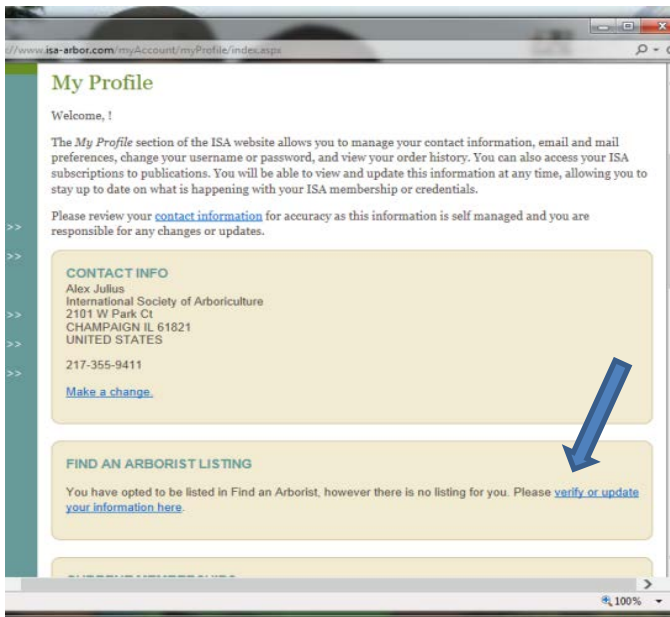 ://www.isa-arbor.com/myAccount/myProfile/index.aspx
My Profile
Welcome, !
The My Profile section of the ISA website allows you to manage your contact information, email and mail
preferences, change your username or password, and view your order history. You can also access your ISA
subscriptions to publications. You will be able to view and update this information at any time, allowing you to
stay up to date on what is happening with your ISA membership or credentials.
Please review your contact information for accuracy as this information is self managed and you are
responsible for any changes or updates.
>>
>>
>>
>>
>>
CONTACT INFO
Alex Julius
International Society of Arboriculture
2101 W Park Ct
CHAMPAIGN IL 61821
UNITED STATES
217-355-9411
Make a change.
FIND AN ARBORIST LISTING
You have opted to be listed in Find an Arborist, however there is no listing for you. Please verify or update
your information here.
100%